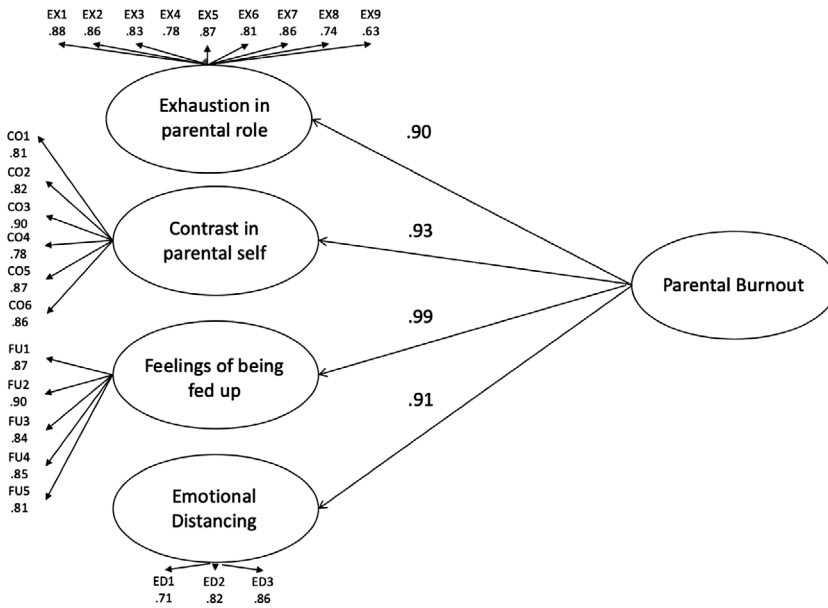 EX1 EX2 EX3 EX4 EX5 EX6 EX7 EX8 EX9
.88 .86 .83 .78 .87 .81 .86 .74 .63
Exhaustion in
parental role
.90
CO1
.81
CO2
.82
CO3
.90
CO4
.78
CO5
.87
CO6
.86
Contrast in
parental self
.93
Parental Burnout
FU1
.87
FU2
.90
FU3
.84
FU4
.85
FU5
.81
Feelings of being
fed up
.99
.91
Emotional
Distancing
ED1 ED2 ED3
.71 .82 .86